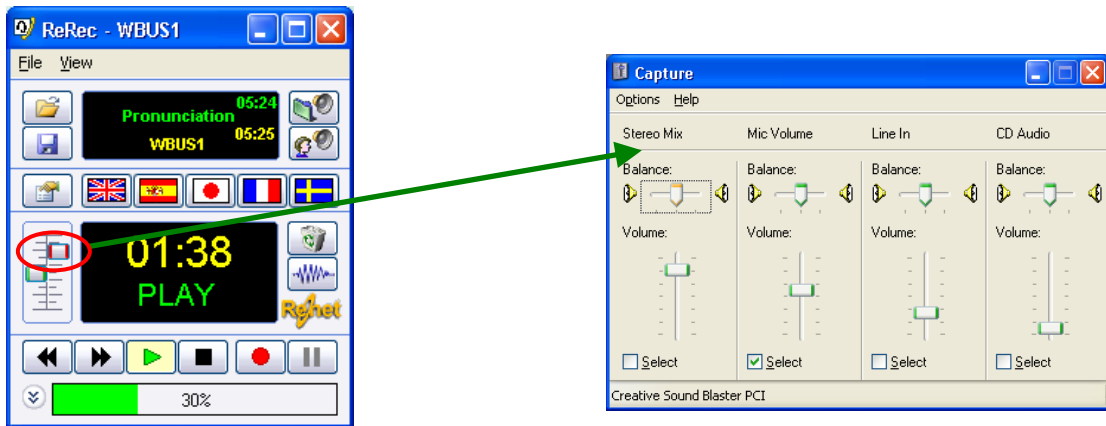 ReRec - WBUS1
File View
Pronunciation 05:24
WBUS1 05:25
01:38
PLAY
Rehet
30%
Capture
Options Help
Stereo Mix Mic Volume Line In CD Audio
Balance: Balance: Balance: Balance:
Volume: Volume: Volume: Volume:
Select Select Select Select
Creative Sound Blaster PCI